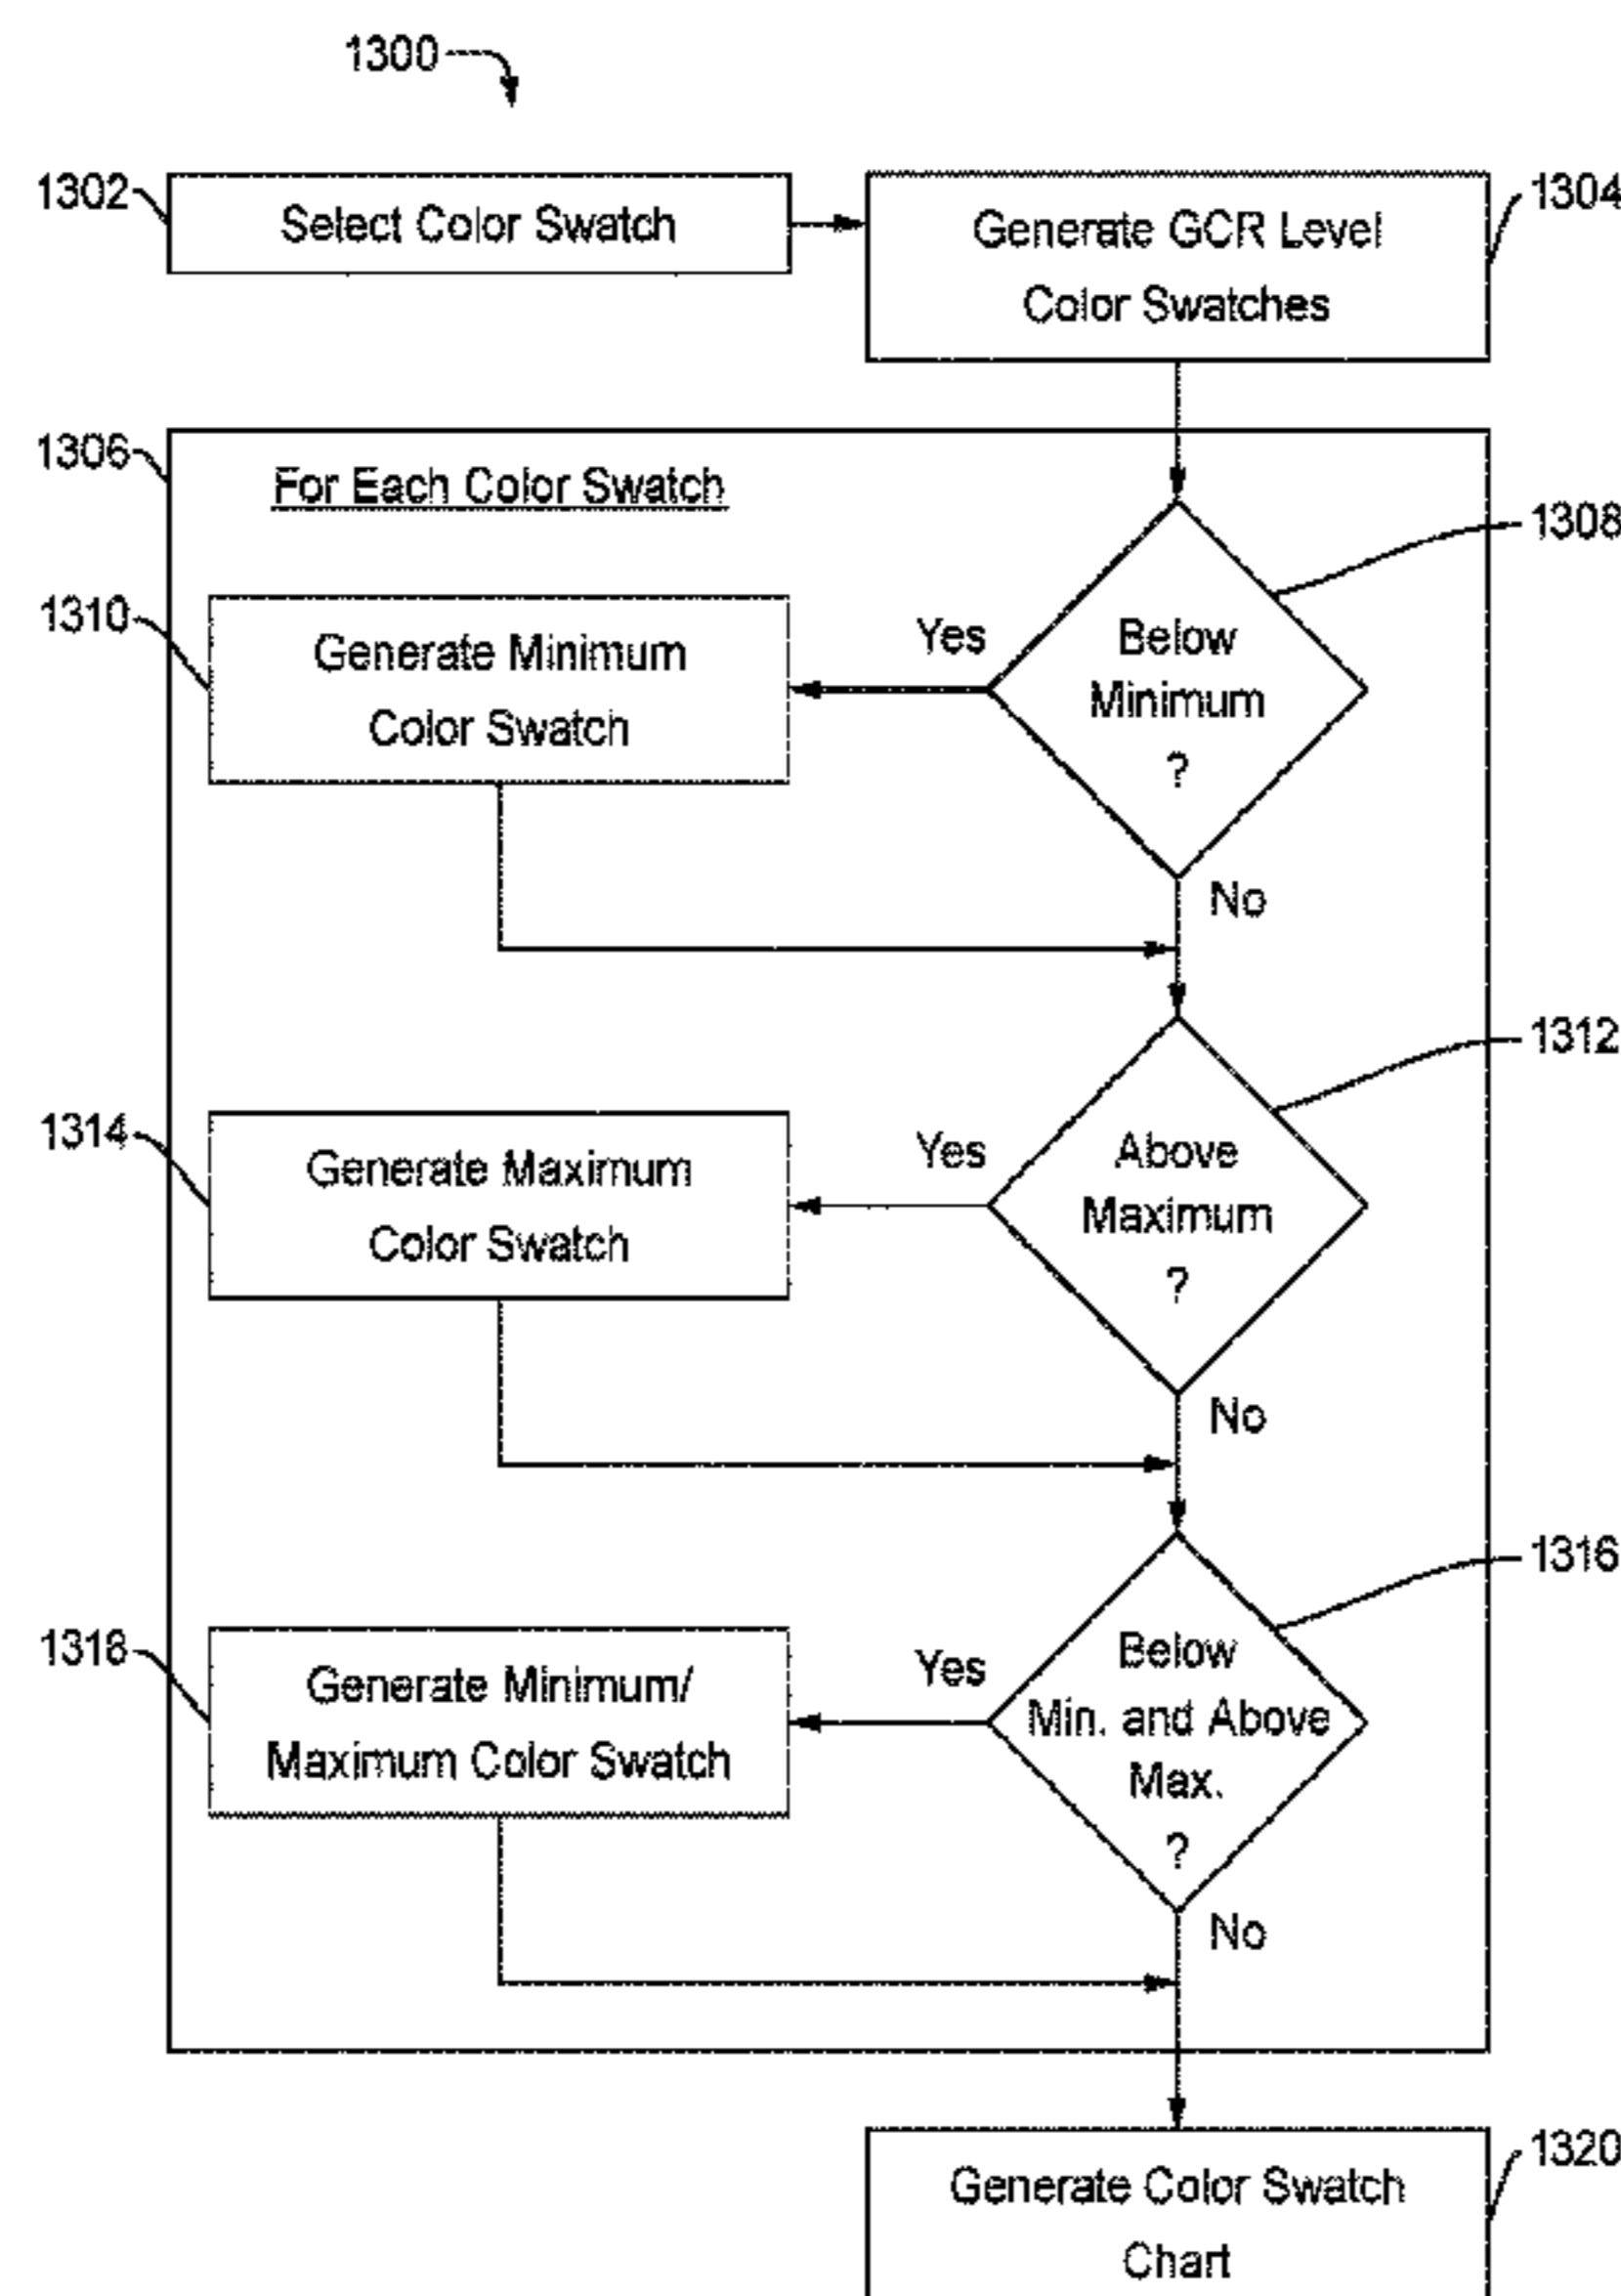 1300
1302
Select Color Swatch
1304
Generate GCR Level
Color Swatches
1306
For Each Color Swatch
1308
Below
Minimum
?
Yes
1310
Generate Minimum
Color Swatch
No
1312
Above
Maximum
?
Yes
1314
Generate Maximum
Color Swatch
No
1316
Below
Min. and Above
Max.
?
Yes
1318
Generate Minimum/
Maximum Color Swatch
No
1320
Generate Color Swatch
Chart